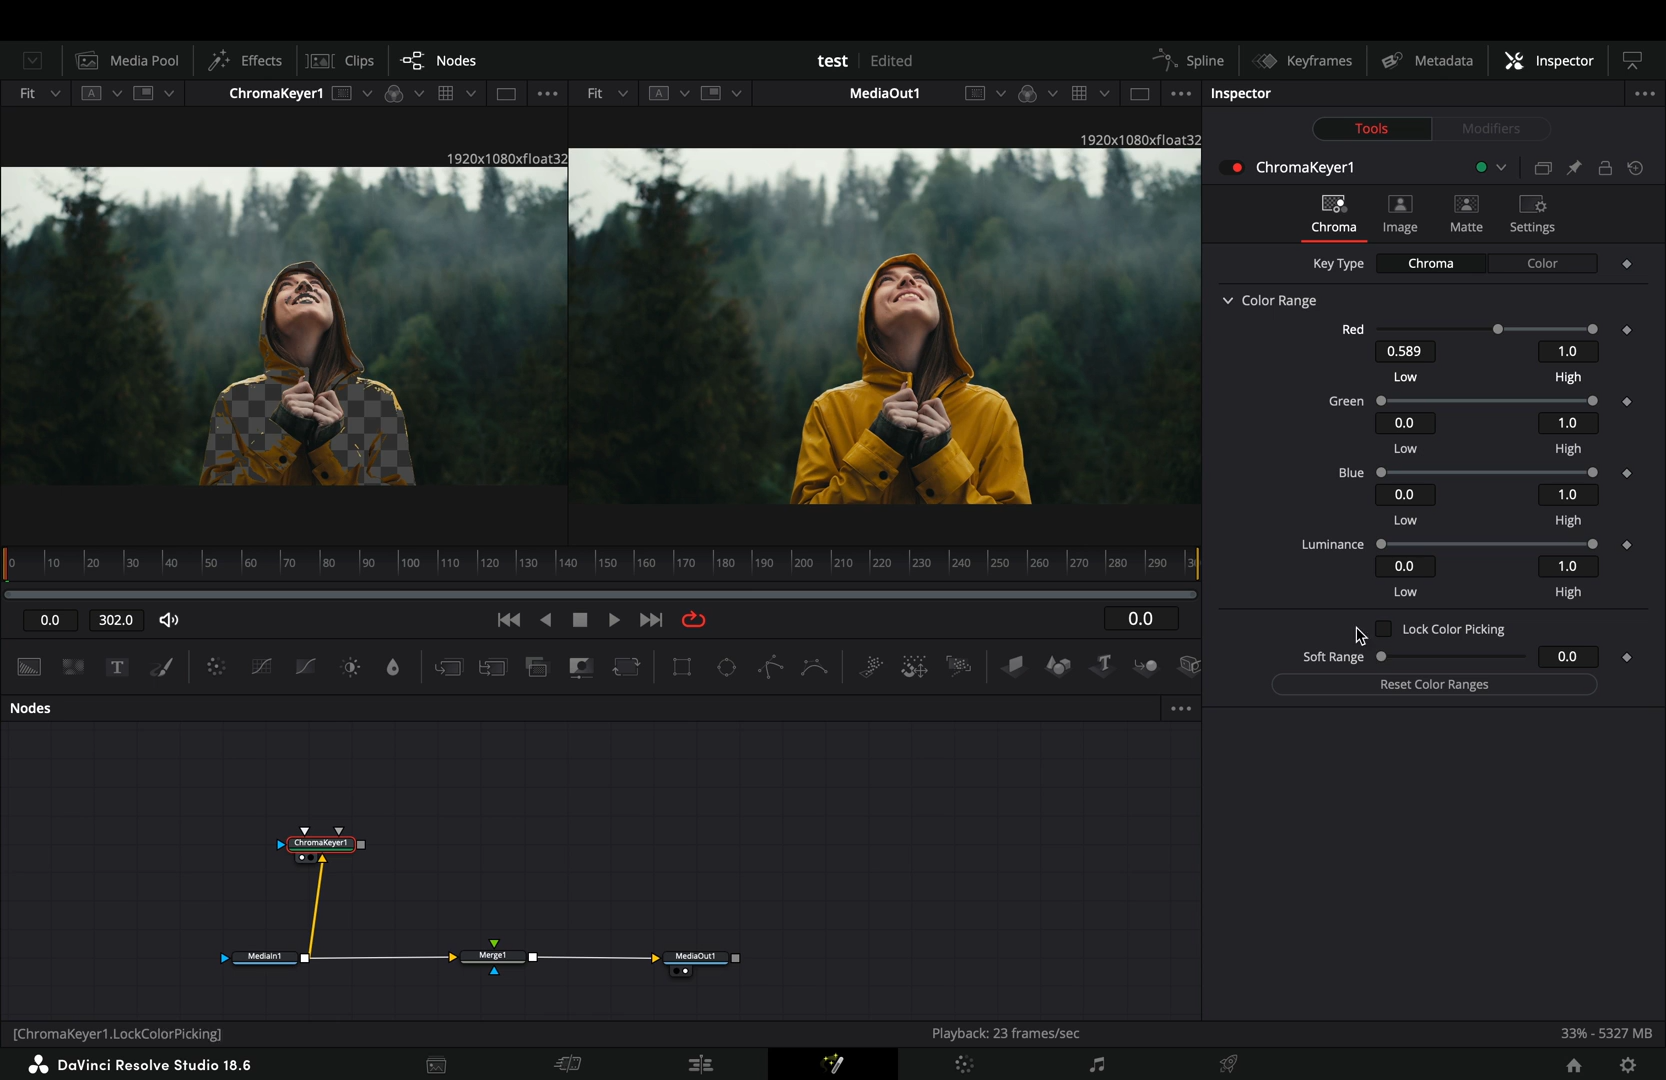 Media Pool
Effects
Clips
Nodes
test
Edited
Spline
Keyframes
Metadata
Inspector
Fit
A
ChromaKeyer1
Fit
A
MediaOut1
Inspector
1920x1080xfloat32
1920x1080xfloat32
Tools
Modifiers
ChromaKeyer1
Chroma
Image
Matte
Settings
Key Type
Chroma
Color
Color Range
Red
0.589
1.0
Low
High
Green
0.0
1.0
Low
High
Blue
0.0
1.0
Low
High
Luminance
0.0
1.0
Low
High
Lock Color Picking
Soft Range
0.0
Reset Color Ranges
0 10 20 30 40 50 60 70 80 90 100 110 120 130 140 150 160 170 180 190 200 210 220 230 240 250 260 270 280 290
0.0
302.0
0.0
T
T
Nodes
ChromaKeyer1
MediaIn1
Merge1
MediaOut1
[ChromaKeyer1.LockColorPicking]
Playback: 23 frames/sec
33% - 5327 MB
DaVinci Resolve Studio 18.6